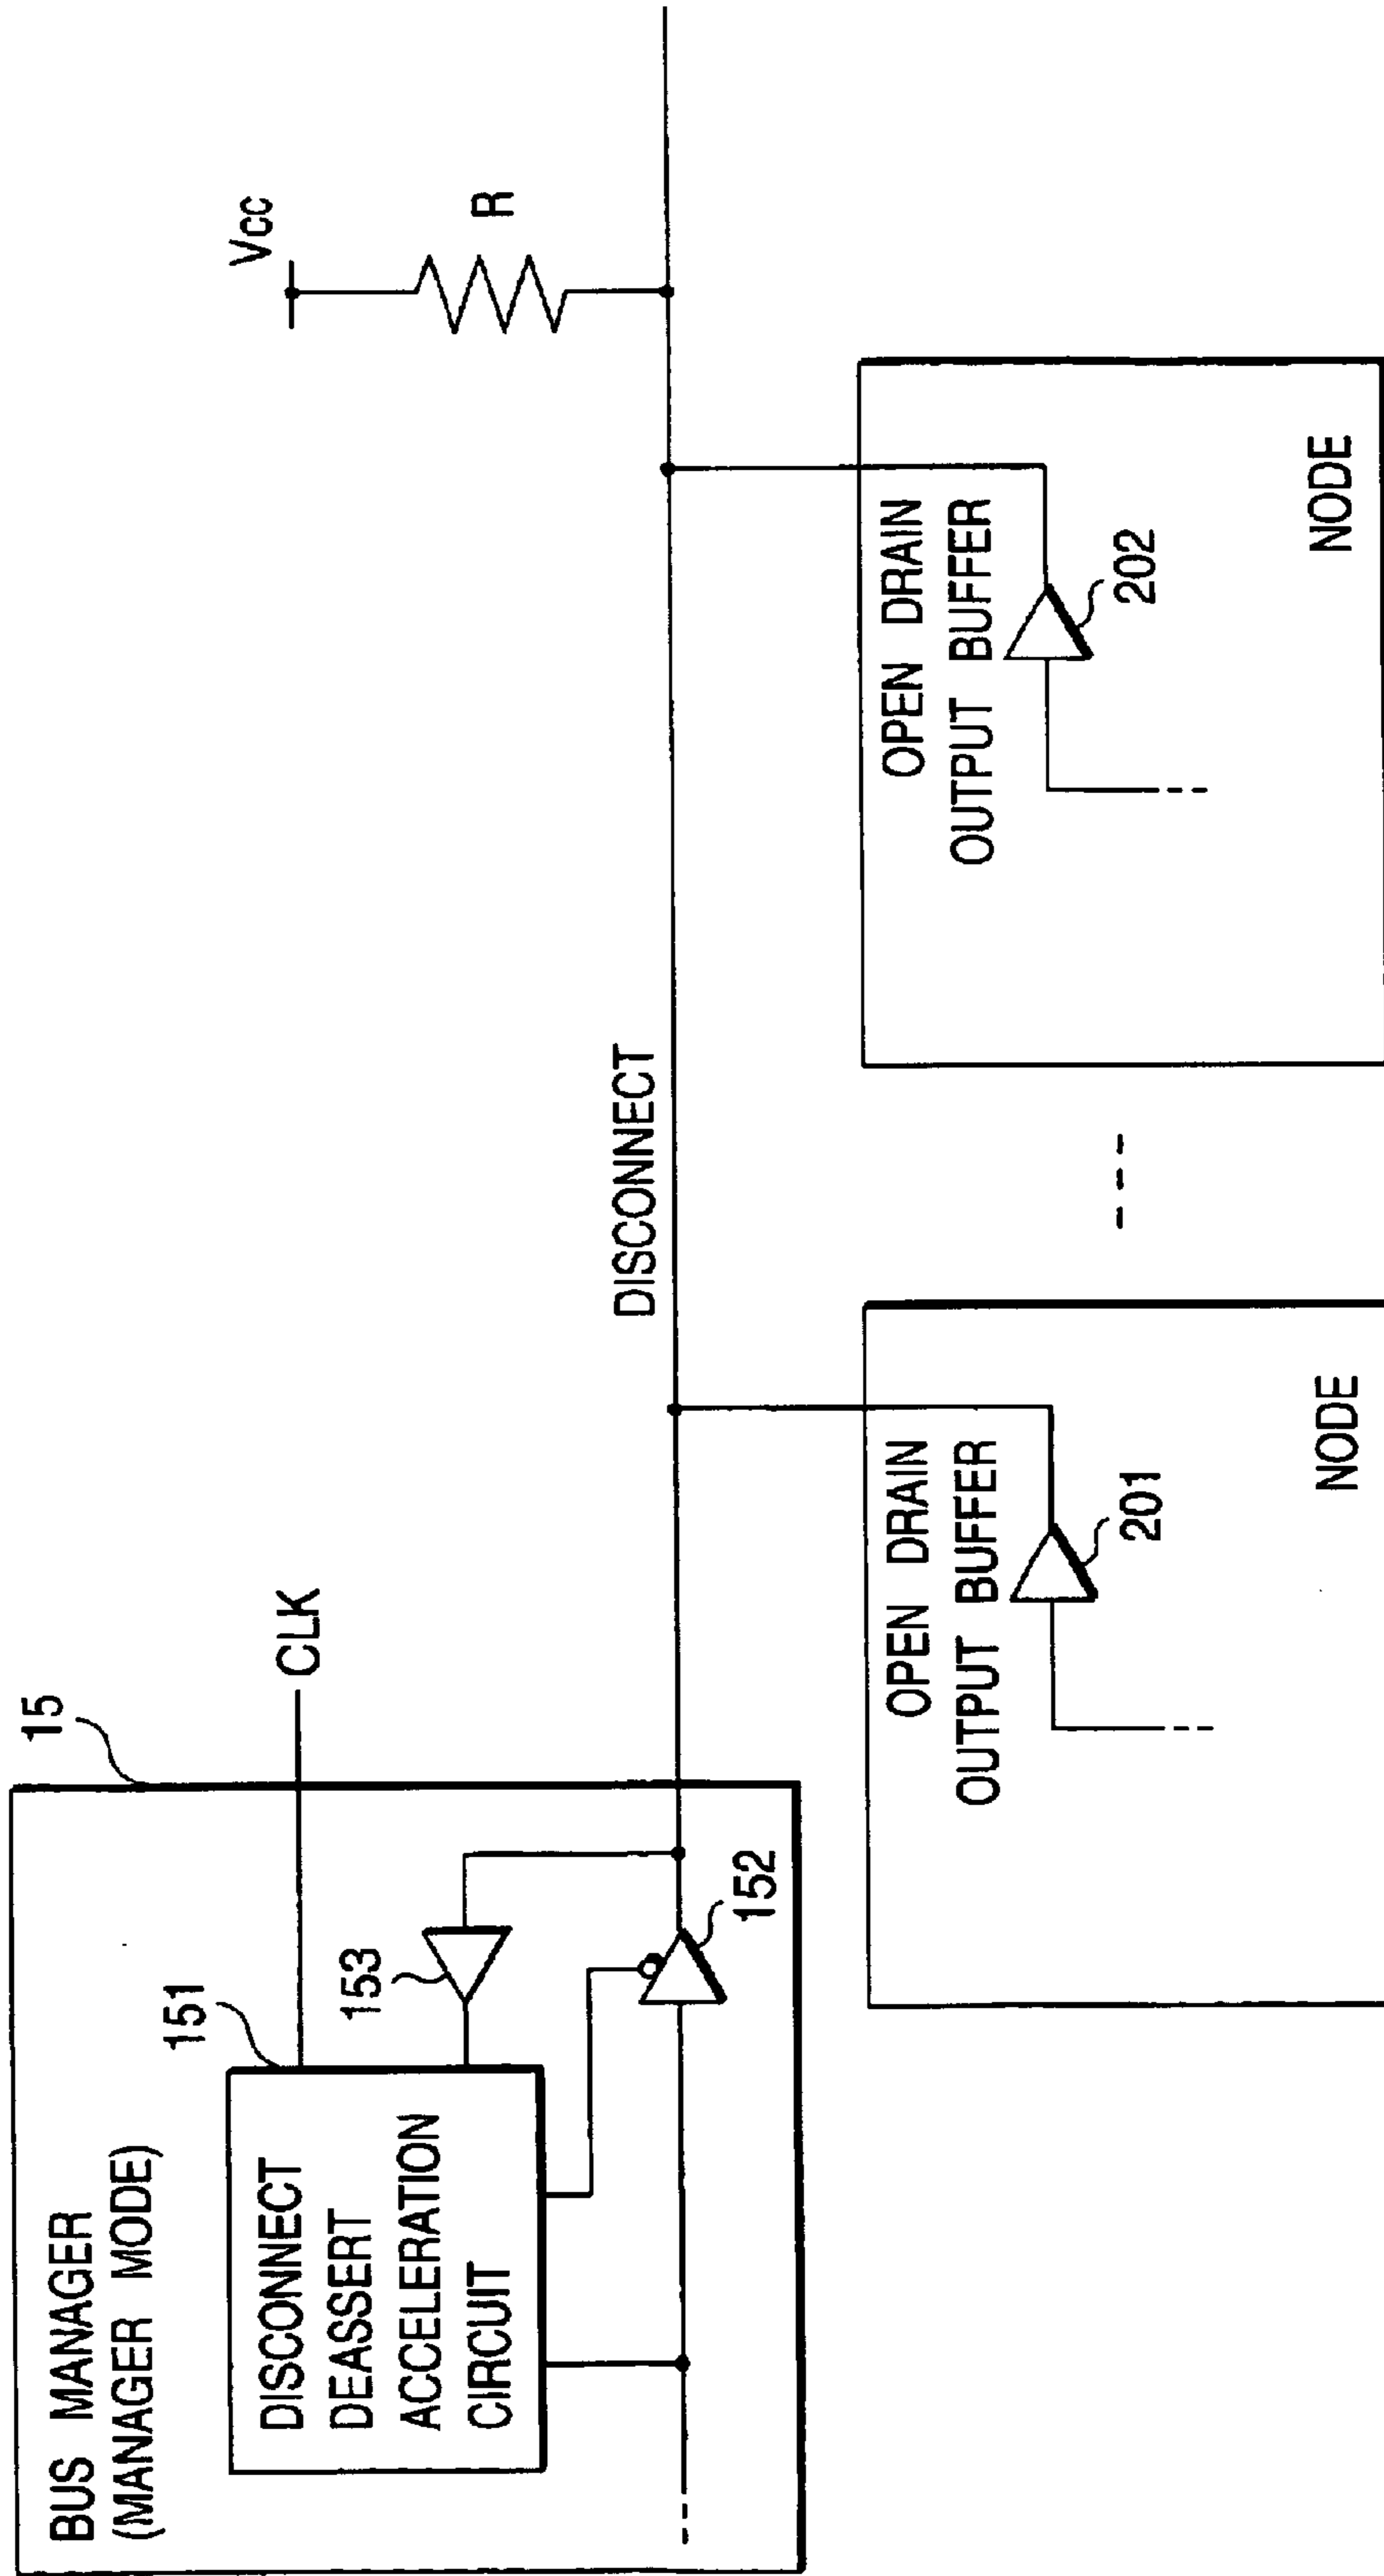 BUS MANAGER
(MANAGER MODE)
15
151
DISCONNECT
DEASSERT
ACCELERATION
CIRCUIT
153
152
CLK
DISCONNECT
Vcc
R
OPEN DRAIN
OUTPUT BUFFER
201
NODE
OPEN DRAIN
OUTPUT BUFFER
202
NODE